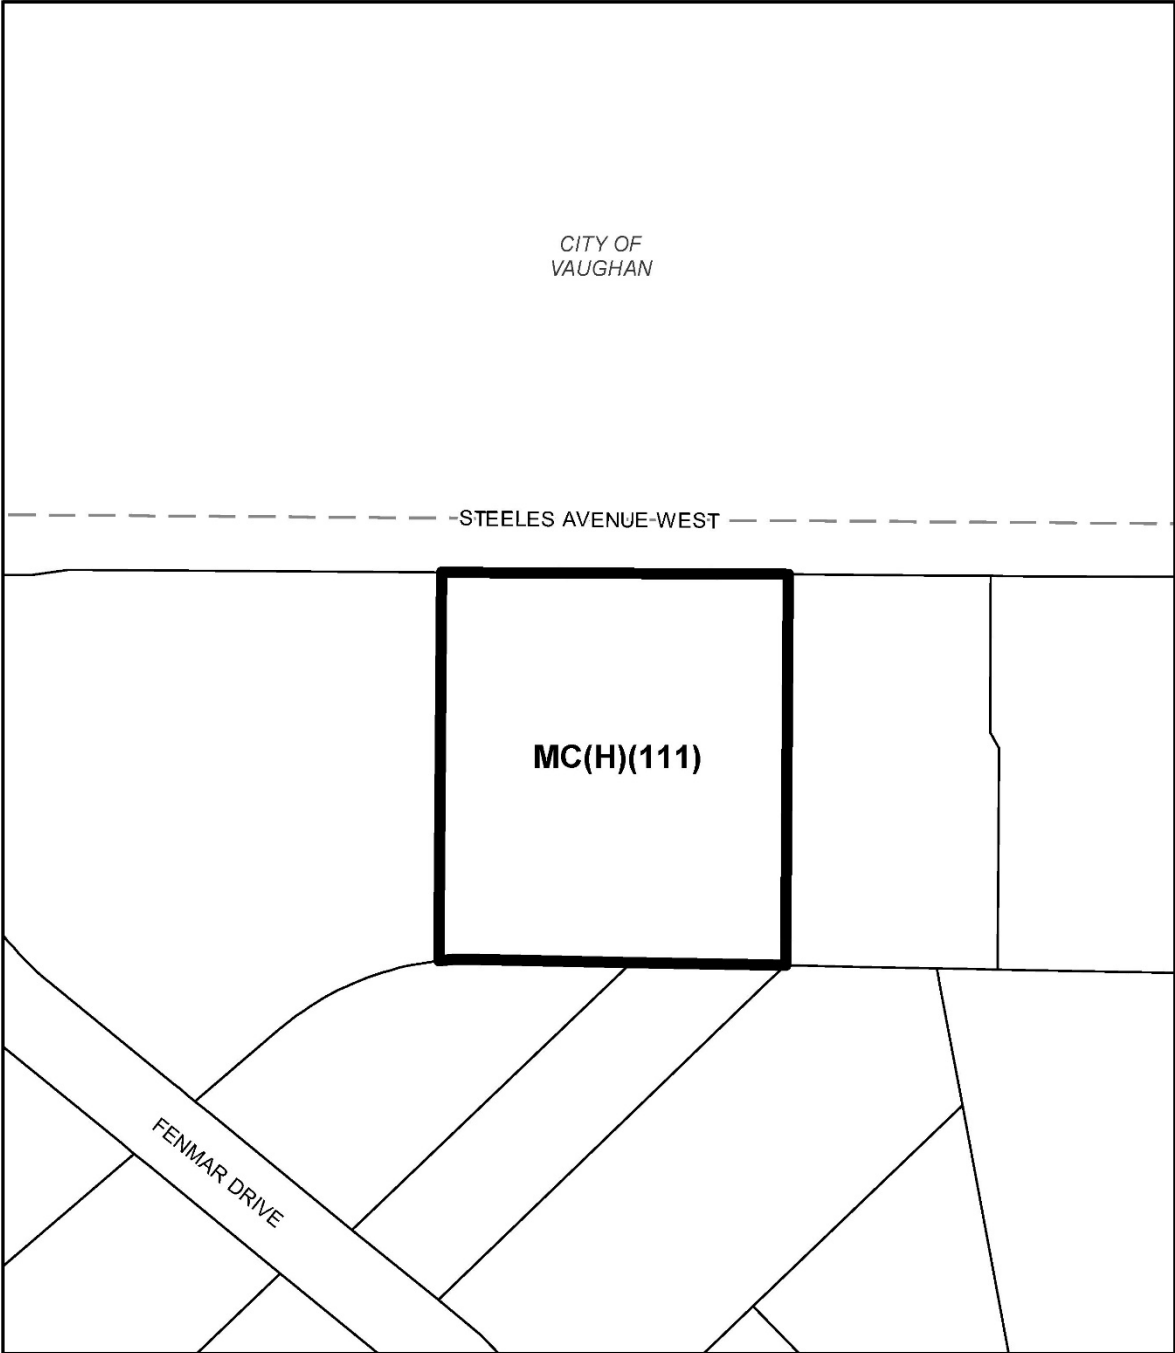 CITY OF
VAUGHAN
STEELES AVENUE WEST
MC(H)(111)
FENMAR DRIVE